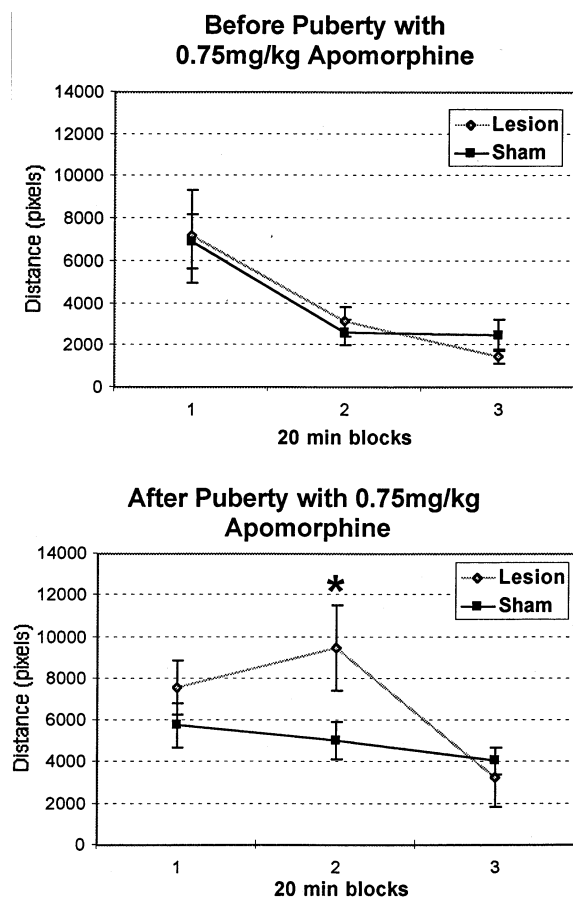 Before Puberty with
0.75mg/kg Apomorphine
14000
12000
10000
8000
6000
4000
2000
0
Distance (pixels)
Lesion
Sham
1 2 3
20 min blocks
After Puberty with 0.75mg/kg
Apomorphine
14000
12000
10000
8000
6000
4000
2000
0
Distance (pixels)
*
Lesion
Sham
1 2 3
20 min blocks